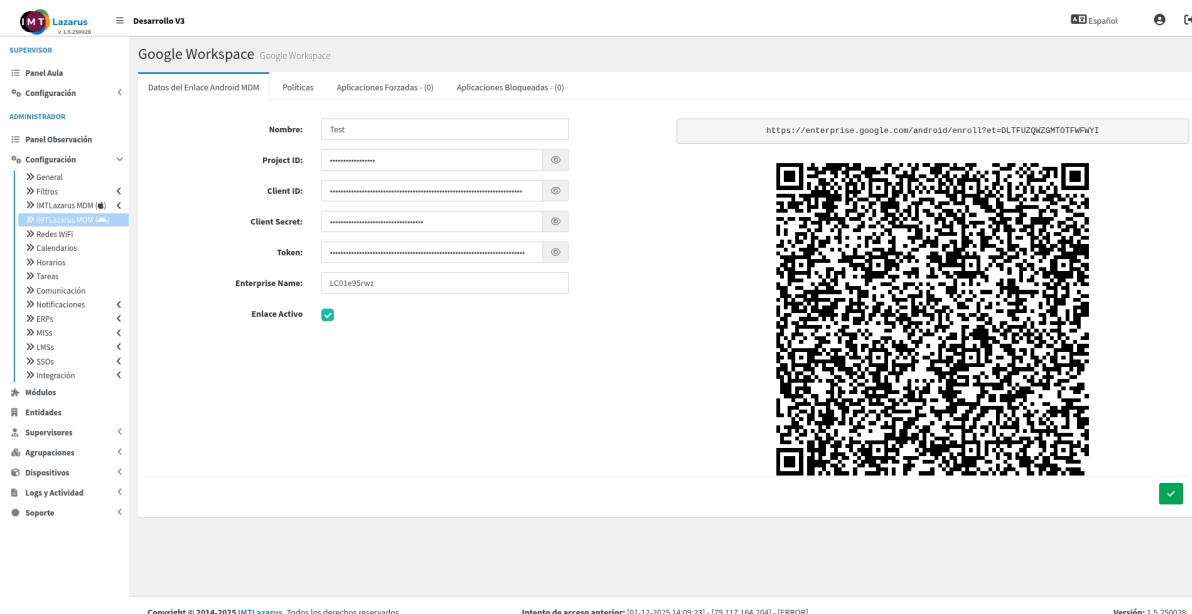 IMT Lazarus
v 1.5.250028
Desarrollo V3
Español
SUPERVISOR
Panel Aula
Configuración
ADMINISTRADOR
Panel Observación
Configuración
General
Filtros
IMTLazarus MDM ( )
IMTLazarus MDM ( )
Redes WiFi
Calendarios
Horarios
Tareas
Comunicación
Notificaciones
ERPs
MISs
LMSs
SSOs
Integración
Módulos
Entidades
Supervisores
Agrupaciones
Dispositivos
Logs y Actividad
Soporte
Google Workspace Google Workspace
Datos del Enlace Android MDM Políticas Aplicaciones Forzadas - (0) Aplicaciones Bloqueadas - (0)
Nombre: Test
Project ID:
Client ID:
Client Secret:
Token:
Enterprise Name: LC01e95rwz
Enlace Activo
https://enterprise.google.com/android/enroll?et=DLTFUZQWZGMTOTFWFWYI
Copyright © 2014-2025 IMTLazarus. Todos los derechos reservados.
Intento de acceso anterior: [01-12-2025 14:09:23] - [79.117.164.204] - [ERROR]
Versión: 1.5.250028